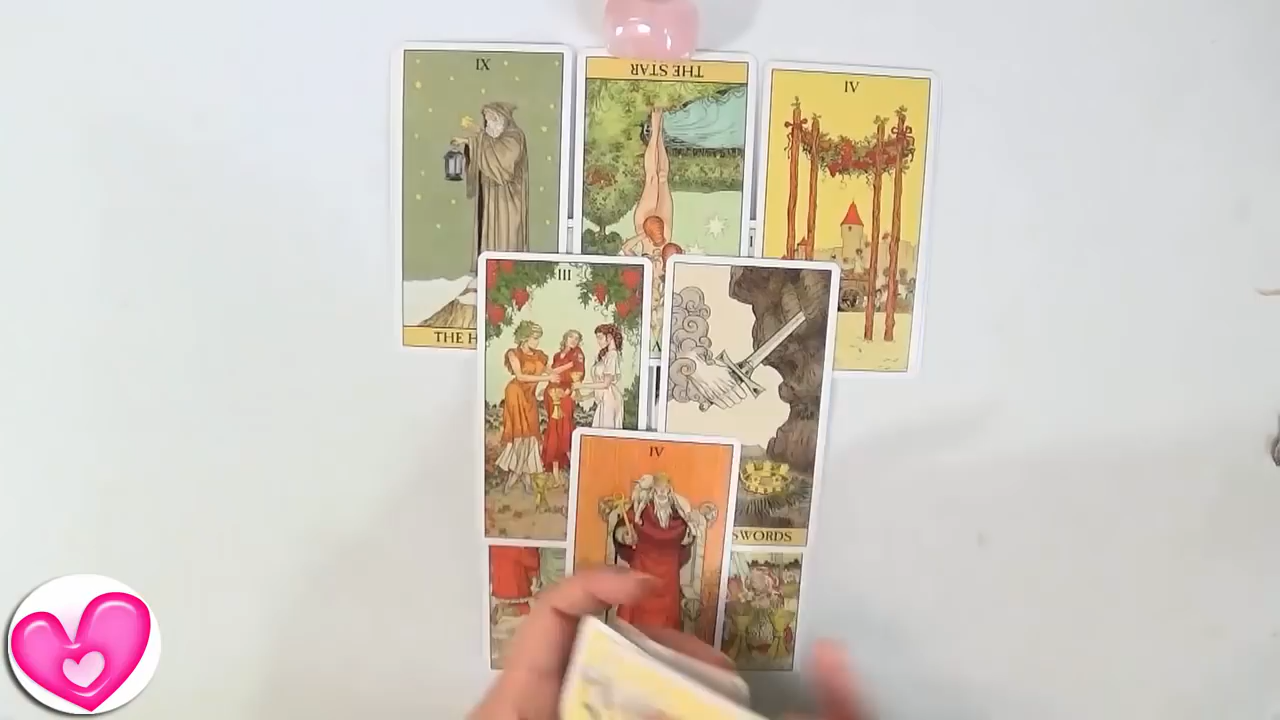 IX
THE STAR
IV
THE H
III
SWORDS
IV